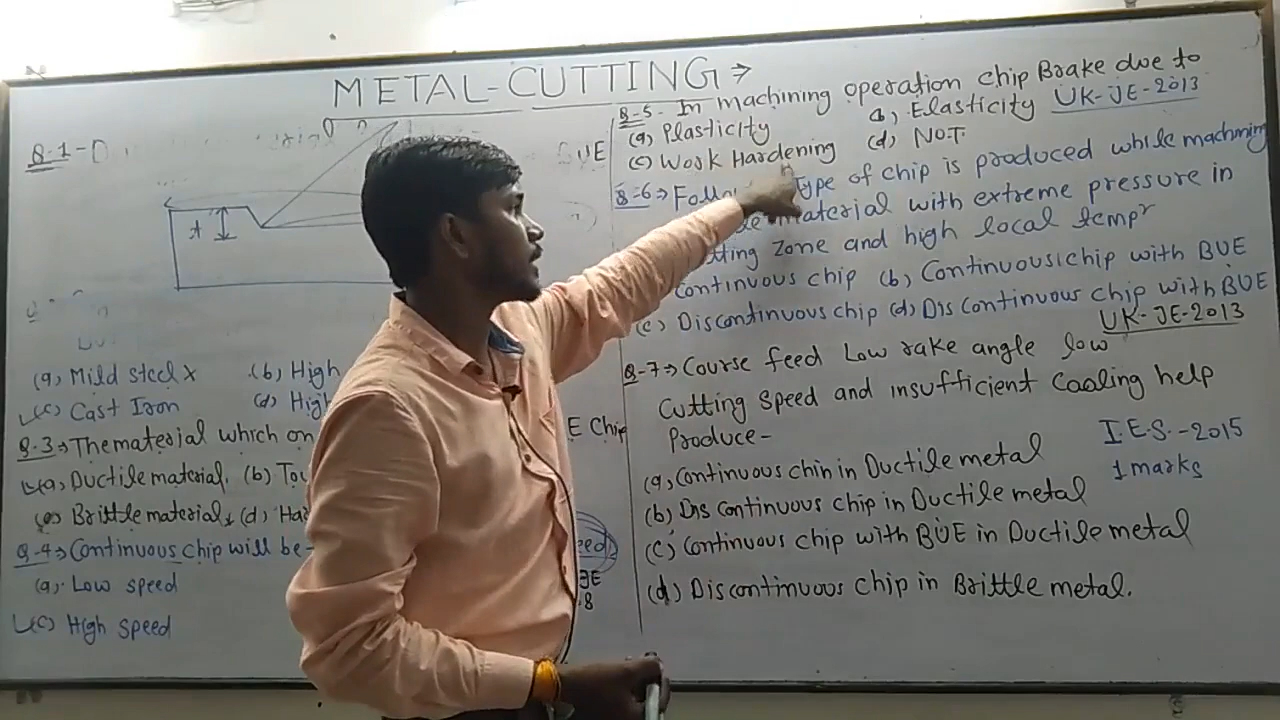 METAL-CUTTING →
Q-1-D
BUE
t
(a) Mild steel x (b) High
(c) Cast Iron (d) High
Q-3→ The material which on
(a) Ductile material. (b) Tou
E Chip
(c) Brittle material (d) Har
Q-4→ Continuous chip will be-
eed
(a). Low speed
(c) High speed
Q-5- In machining operation chip Brake due to
(a) Plasticity (b) Elasticity UK-JE-2013
(c) Work Hardening (d) NOT
Q-6→ Follo Type of chip is produced while machining
material with extreme pressure in
tting zone and high local tempr
Continuous chip (b) Continuous chip with BUE
(c) Discontinuous chip (d) Discontinuous chip with BUE
UK-JE-2013
Q-7→ Course feed Low rake angle low
Cutting speed and insufficient Cooling help
Produce-
I.E.S.-2015
1 marks
(a) Continuous chin in Ductile metal
(b) Discontinuous chip in Ductile metal
(c) Continuous chip with BUE in Ductile metal
(d) Discontinuous chip in Brittle metal.